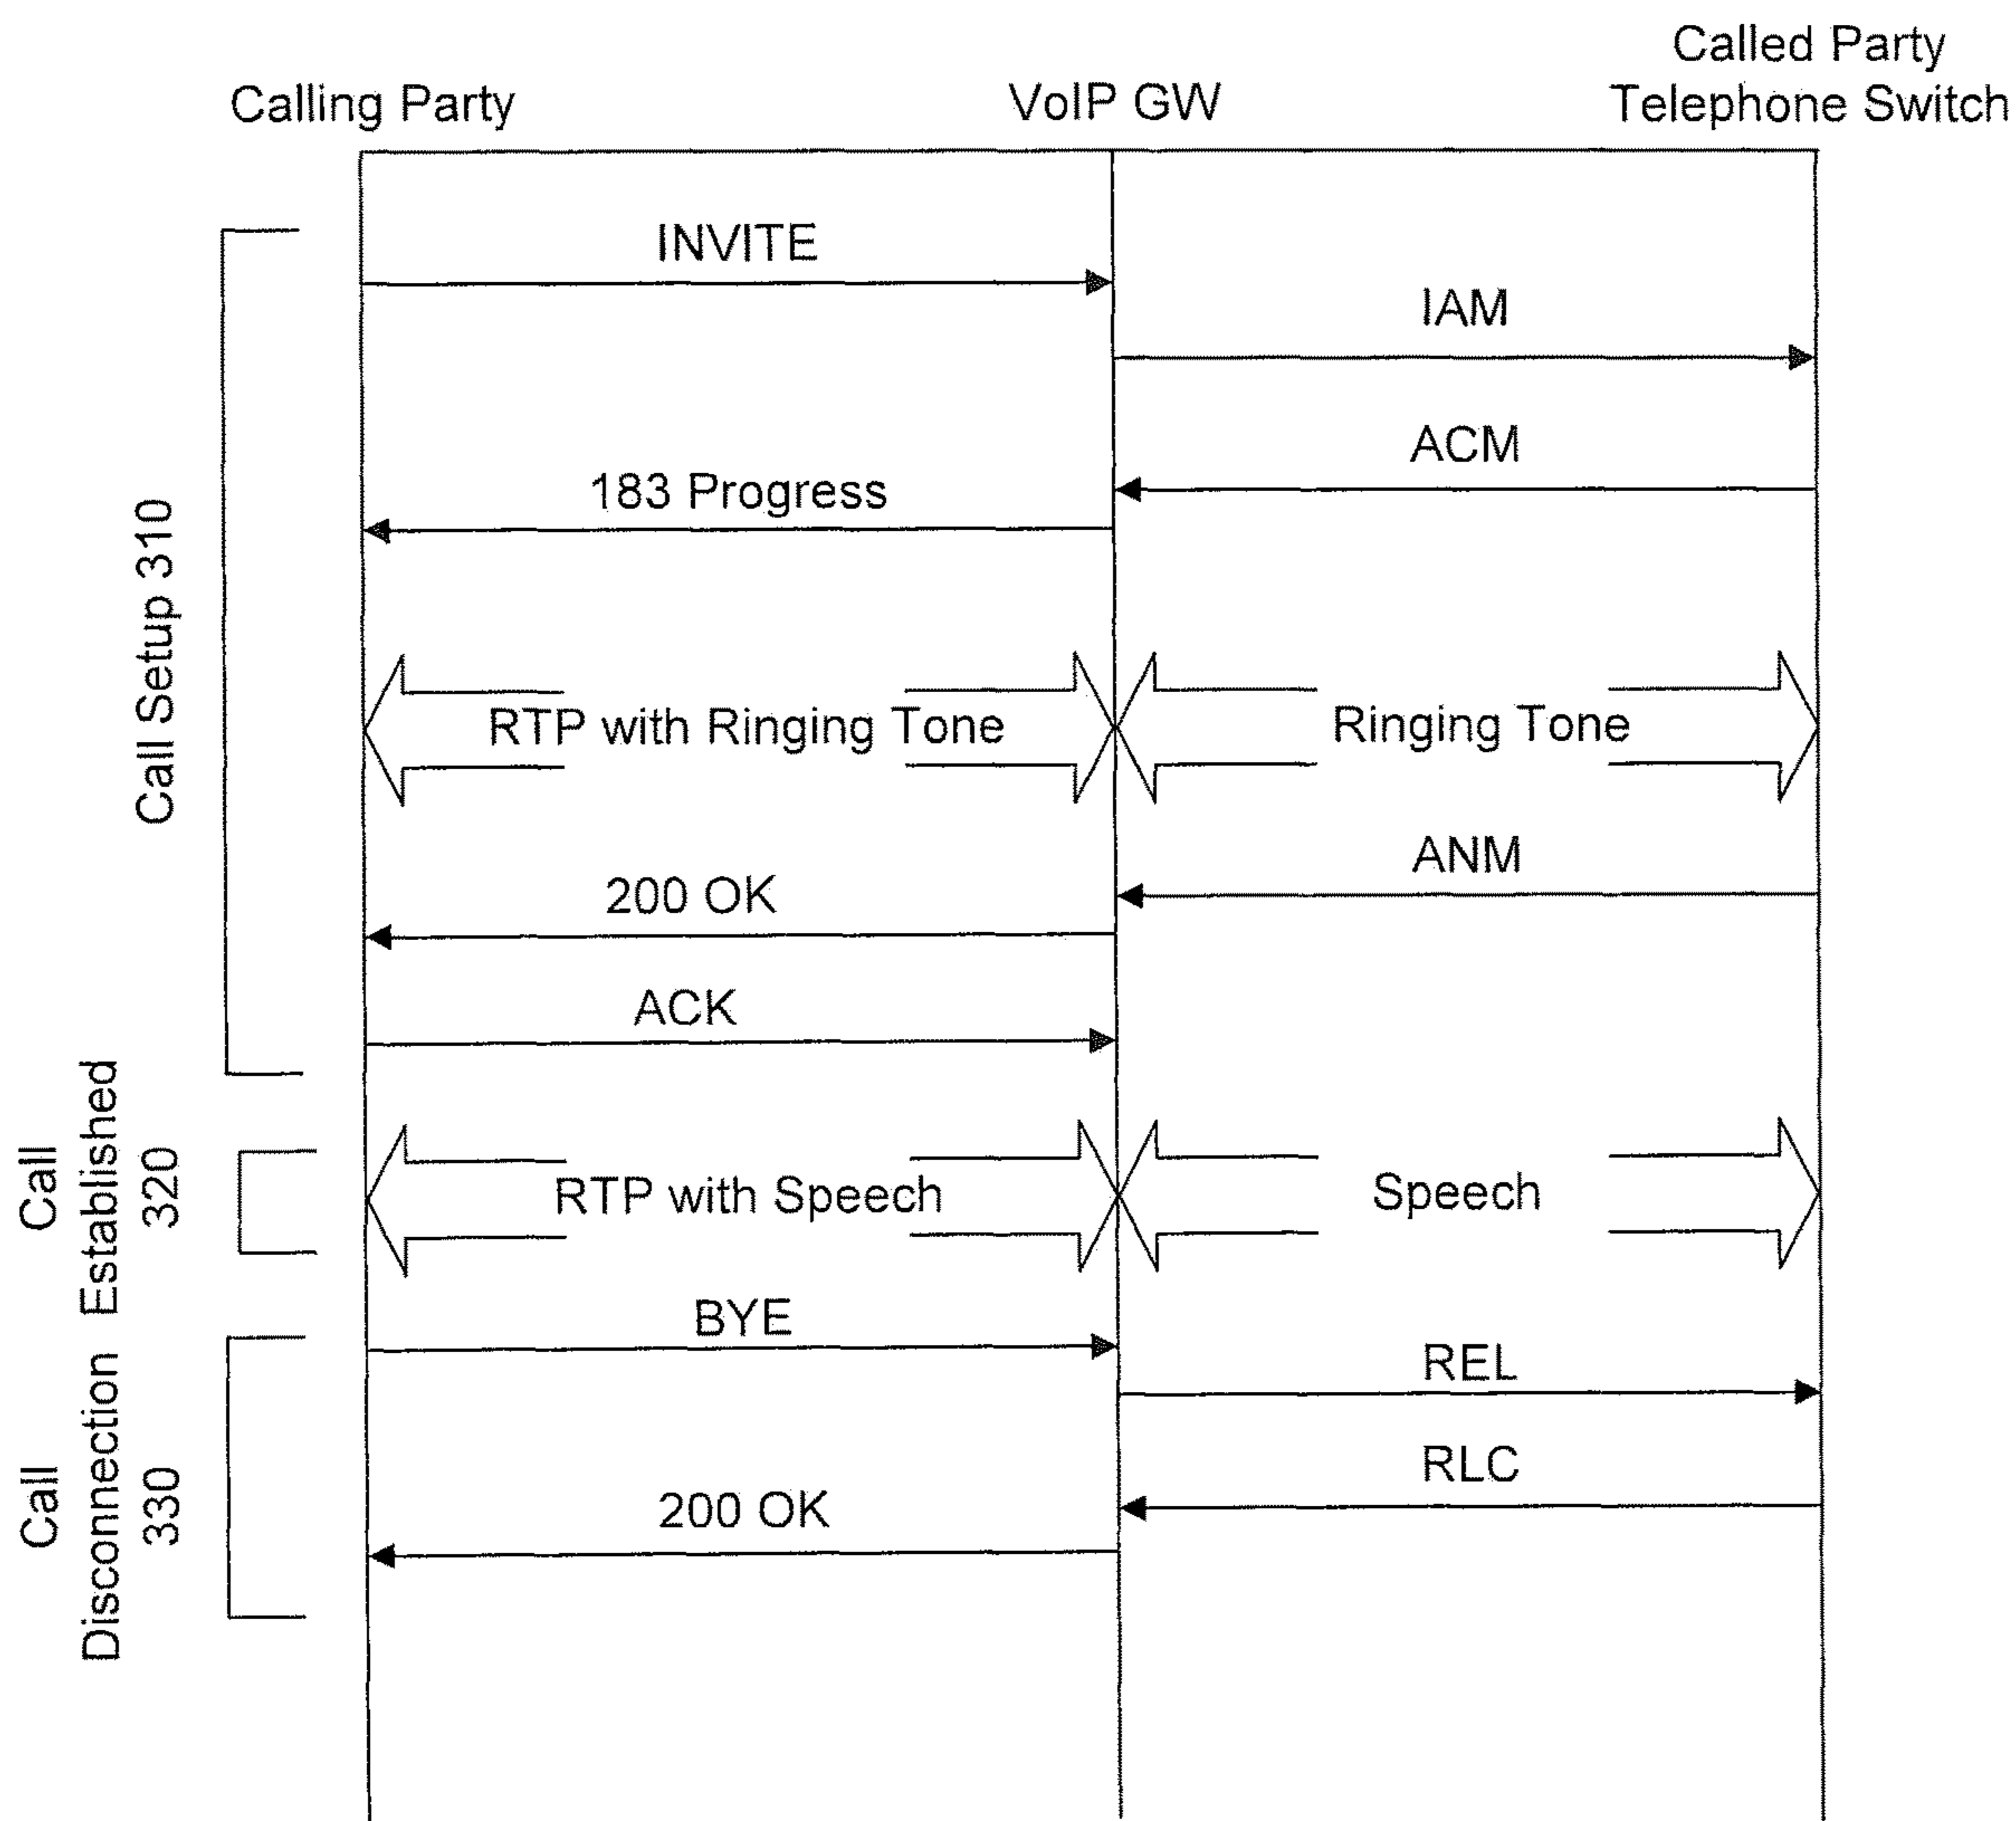 Calling Party
VoIP GW
Called Party
Telephone Switch
INVITE
IAM
ACM
183 Progress
Call Setup 310
RTP with Ringing Tone
Ringing Tone
ANM
200 OK
ACK
Call
Established
320
RTP with Speech
Speech
BYE
REL
RLC
200 OK
Call
Disconnection
330